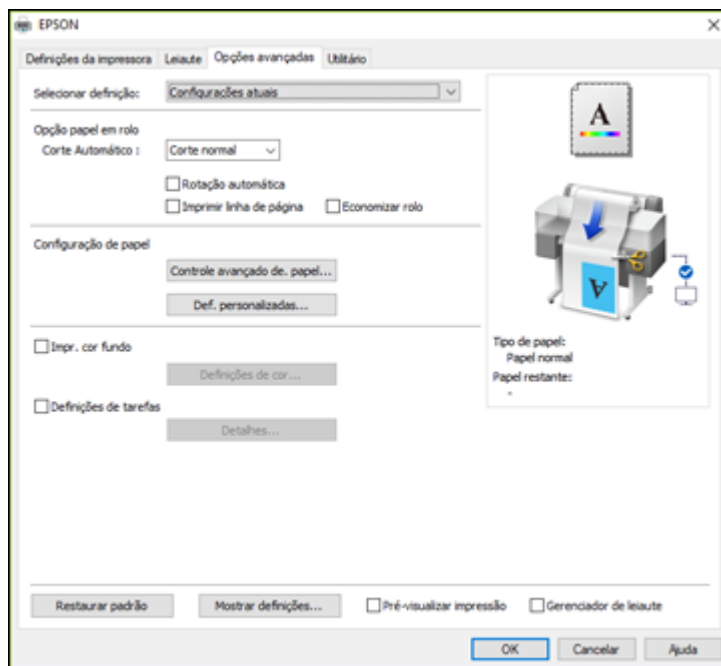 EPSON
Definições da impressora Leiaute Opções avançadas Utilitário
Selecionar definição: Configurações atuais
Opção papel em rolo
Corte Automático : Corte normal
Rotação automática
Imprimir linha de página Economizar rolo
Configuração de papel
Controle avançado de. papel...
Def. personalizadas...
Impr. cor fundo
Definições de cor...
Definições de tarefas
Detalhes...
A
A
Tipo de papel:
Papel normal
Papel restante:
-
Restaurar padrão Mostrar definições... Pré-visualizar impressão Gerenciador de leiaute
OK Cancelar Ajuda